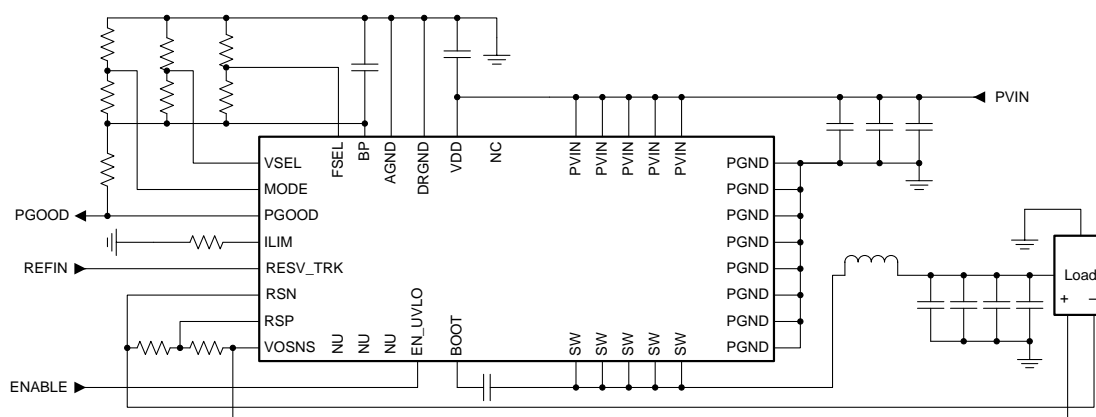 PVIN
FSEL
BP
AGND
DRGND
VDD
NC
PVIN
PVIN
PVIN
PVIN
PVIN
VSEL
MODE
PGOOD
ILIM
RESV_TRK
RSN
RSP
VOSNS
PGOOD
REFIN
ENABLE
PGND
PGND
PGND
PGND
PGND
PGND
PGND
PGND
NU
NU
NU
EN_UVLO
BOOT
SW
SW
SW
SW
SW
Load
+ −